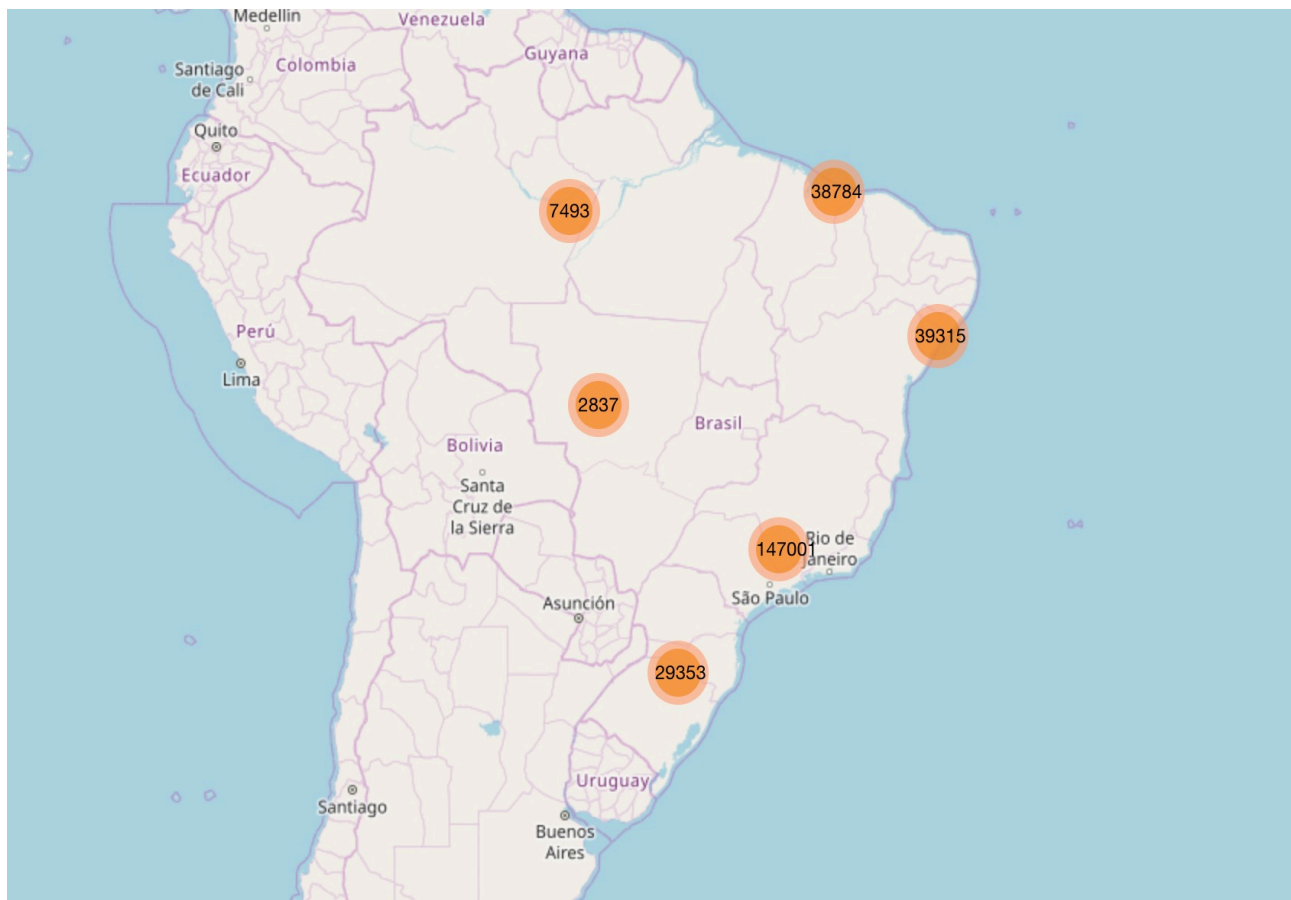 Medellín
Venezuela
Guyana
Colombia
Santiago
de Cali
Quito
Ecuador
38784
7493
Perú
Lima
39315
2837
Brasil
Bolivia
Santa
Cruz de
la Sierra
147001
Rio de
Janeiro
São Paulo
Asunción
29353
Uruguay
Santiago
Buenos
Aires